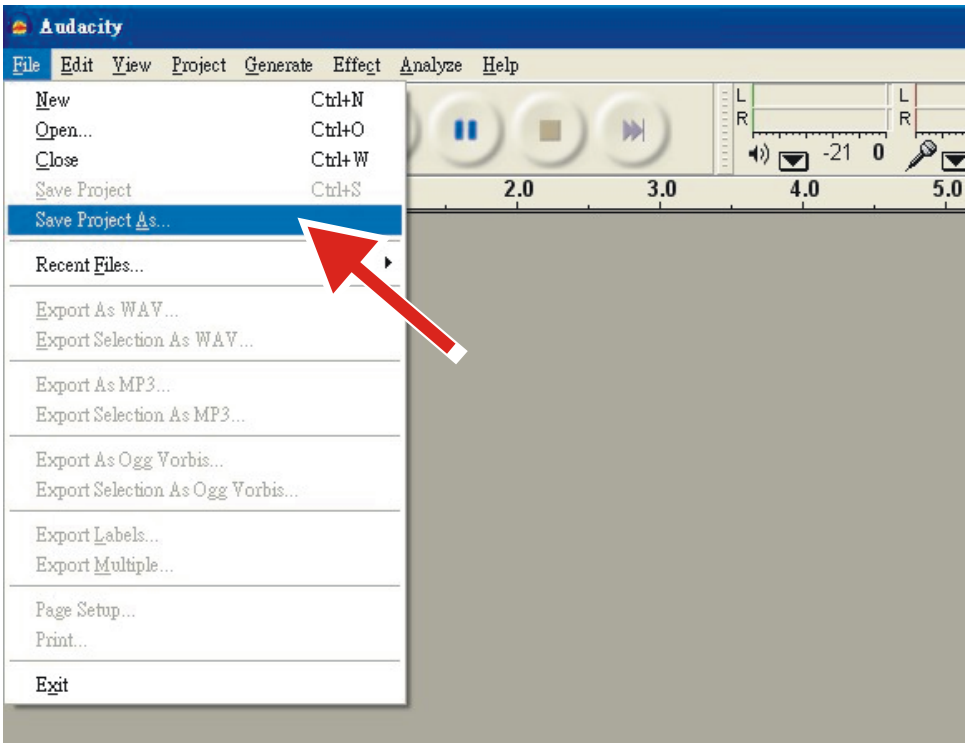 Audacity
File Edit View Project Generate Effect Analyze Help
New Ctrl+N
Open... Ctrl+O
Close Ctrl+W
Save Project Ctrl+S
Save Project As...
Recent Files...
Export As WAV...
Export Selection As WAV...
Export As MP3...
Export Selection As MP3...
Export As Ogg Vorbis...
Export Selection As Ogg Vorbis...
Export Labels...
Export Multiple...
Page Setup...
Print...
Exit
L L
R R
-21 0
2.0 3.0 4.0 5.0